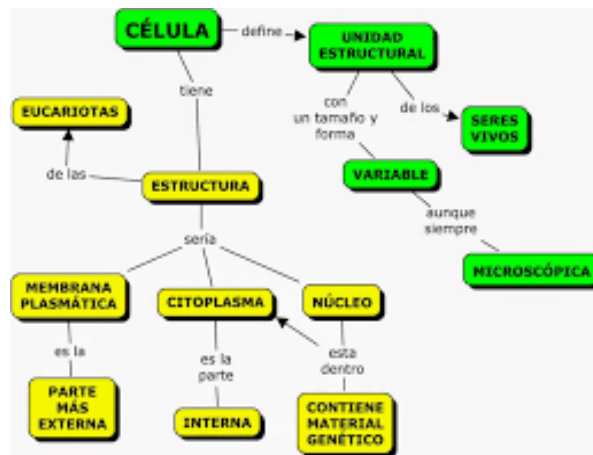 CÉLULA
define
UNIDAD
ESTRUCTURAL
tiene
con
un tamaño y
forma
de los
SERES
VIVOS
EUCARIOTAS
de las
ESTRUCTURA
VARIABLE
aunque
siempre
MICROSCÓPICA
sería
MEMBRANA
PLASMÁTICA
CITOPLASMA
NÚCLEO
es la
es la
parte
esta
dentro
PARTE
MÁS
EXTERNA
INTERNA
CONTIENE
MATERIAL
GENÉTICO